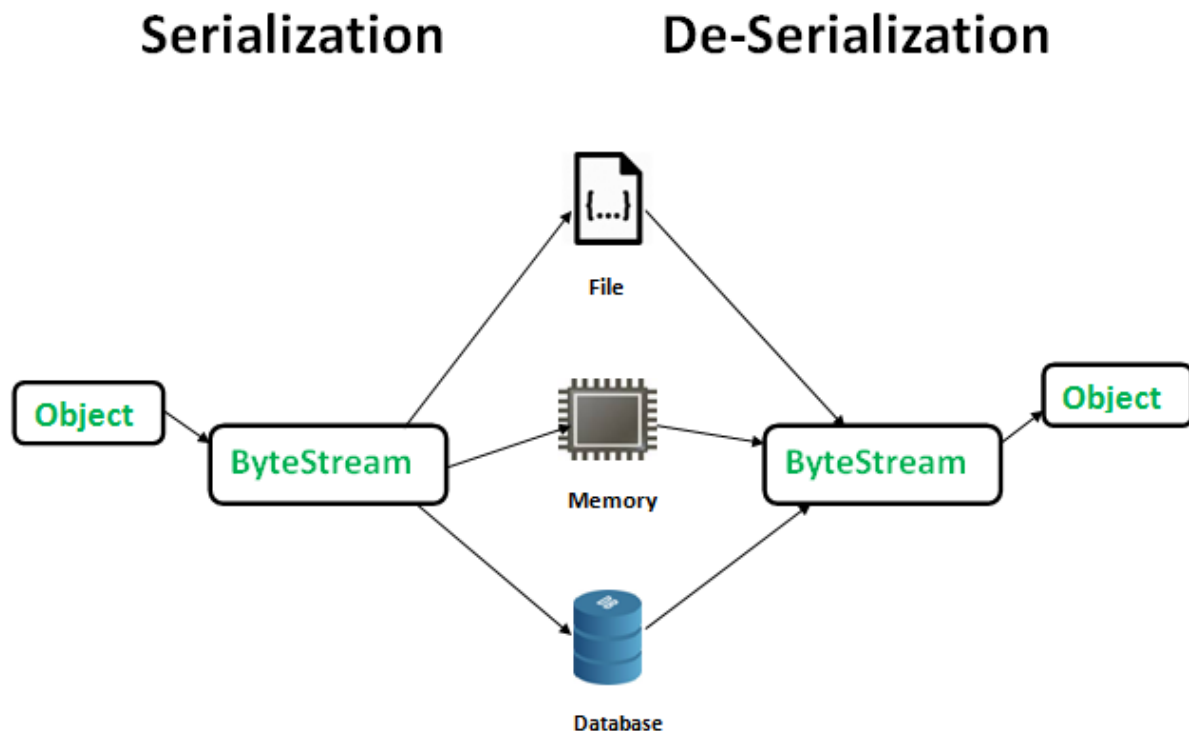 Serialization
De-Serialization
{...}
File
Object
ByteStream
Memory
ByteStream
Object
Database